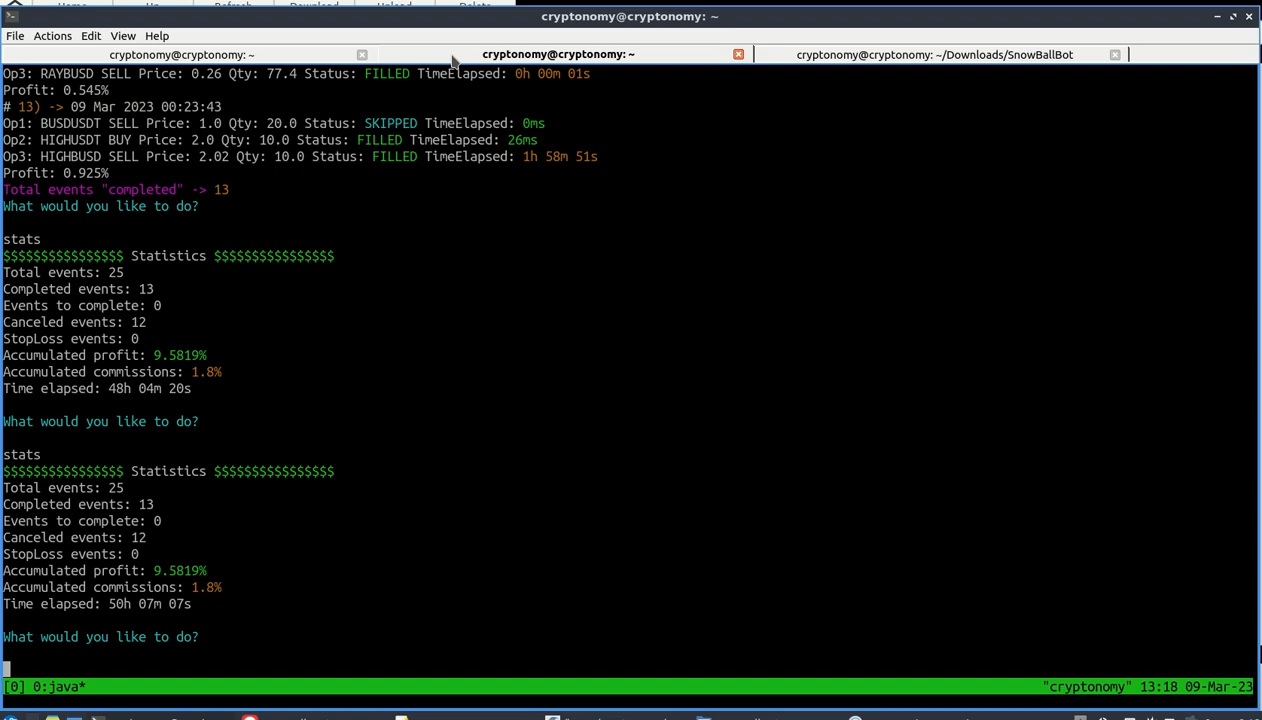 Home Up Refresh Download Upload Delete
cryptonomy@cryptonomy: ~
File Actions Edit View Help
cryptonomy@cryptonomy: ~ cryptonomy@cryptonomy: ~ cryptonomy@cryptonomy: ~/Downloads/SnowBallBot
Op3: RAYBUSD SELL Price: 0.26 Qty: 77.4 Status: FILLED TimeElapsed: 0h 00m 01s
Profit: 0.545%
# 13) -> 09 Mar 2023 00:23:43
Op1: BUSDUSDT SELL Price: 1.0 Qty: 20.0 Status: SKIPPED TimeElapsed: 0ms
Op2: HIGHUSDT BUY Price: 2.0 Qty: 10.0 Status: FILLED TimeElapsed: 26ms
Op3: HIGHBUSD SELL Price: 2.02 Qty: 10.0 Status: FILLED TimeElapsed: 1h 58m 51s
Profit: 0.925%
Total events "completed" -> 13
What would you like to do?
stats
$$$$$$$$$$$$$$$$ Statistics $$$$$$$$$$$$$$$$
Total events: 25
Completed events: 13
Events to complete: 0
Canceled events: 12
StopLoss events: 0
Accumulated profit: 9.5819%
Accumulated commissions: 1.8%
Time elapsed: 48h 04m 20s
What would you like to do?
stats
$$$$$$$$$$$$$$$$ Statistics $$$$$$$$$$$$$$$$
Total events: 25
Completed events: 13
Events to complete: 0
Canceled events: 12
StopLoss events: 0
Accumulated profit: 9.5819%
Accumulated commissions: 1.8%
Time elapsed: 50h 07m 07s
What would you like to do?
[0] 0:java* "cryptonomy" 13:18 09-Mar-23